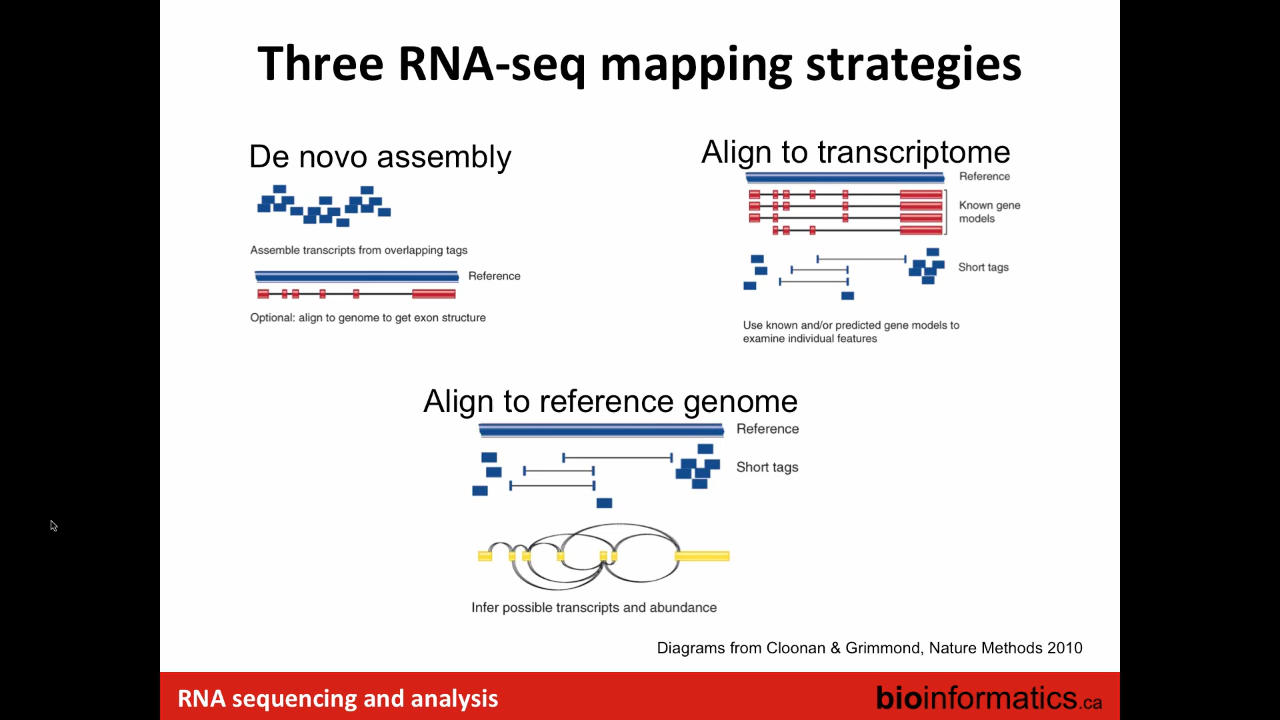 Three RNA-seq mapping strategies
De novo assembly
Assemble transcripts from overlapping tags
Reference
Optional: align to genome to get exon structure
Align to transcriptome
Reference
Known gene
models
Short tags
Use known and/or predicted gene models to
examine individual features
Align to reference genome
Reference
Short tags
Infer possible transcripts and abundance
Diagrams from Cloonan & Grimmond, Nature Methods 2010
RNA sequencing and analysis
bioinformatics.ca